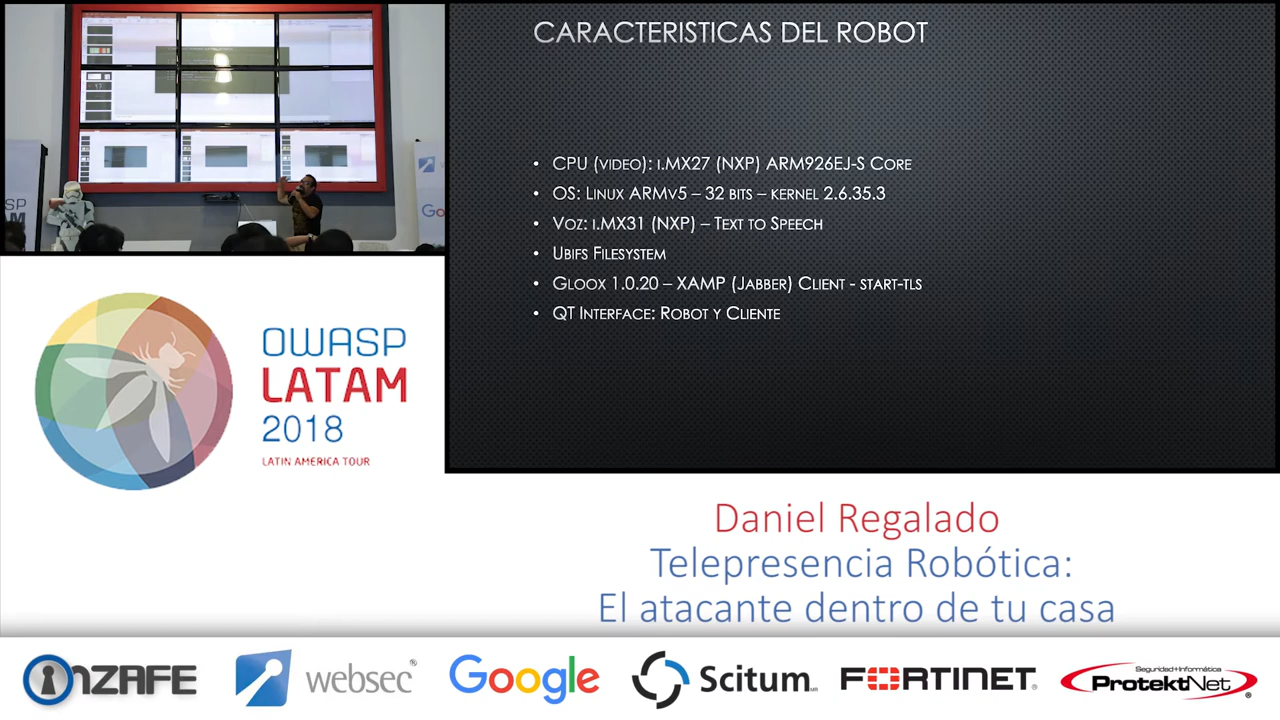 CARACTERISTICAS DEL ROBOT
• CPU (VIDEO): I.MX27 (NXP) ARM926EJ-S CORE
• OS: LINUX ARMV5 – 32 BITS – KERNEL 2.6.35.3
• VOZ: I.MX31 (NXP) – TEXT TO SPEECH
• UBIFS FILESYSTEM
• GLOOX 1.0.20 – XAMP (JABBER) CLIENT - START-TLS
• QT INTERFACE: ROBOT Y CLIENTE
OWASP
LATAM
2018
LATIN AMERICA TOUR
Daniel Regalado
Telepresencia Robótica:
El atacante dentro de tu casa
INZAFE
websec®
Google
Scitum MR
FORTINET®
Seguridad+Informática
ProtektNet®